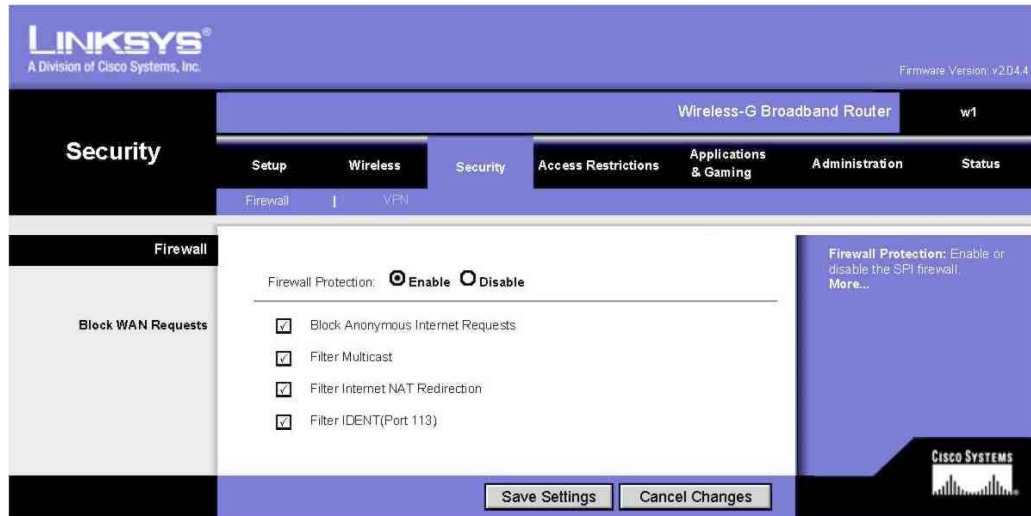 LINKSYS®
A Division of Cisco Systems, Inc.
Firmware Version: v2.04.4
Wireless-G Broadband Router w1
Security
Setup Wireless Security Access Restrictions Applications & Gaming Administration Status
Firewall | VPN
Firewall
Firewall Protection: Enable Disable
Block WAN Requests
Block Anonymous Internet Requests
Filter Multicast
Filter Internet NAT Redirection
Filter IDENT(Port 113)
Firewall Protection: Enable or
disable the SPI firewall.
More...
CISCO SYSTEMS
Save Settings Cancel Changes